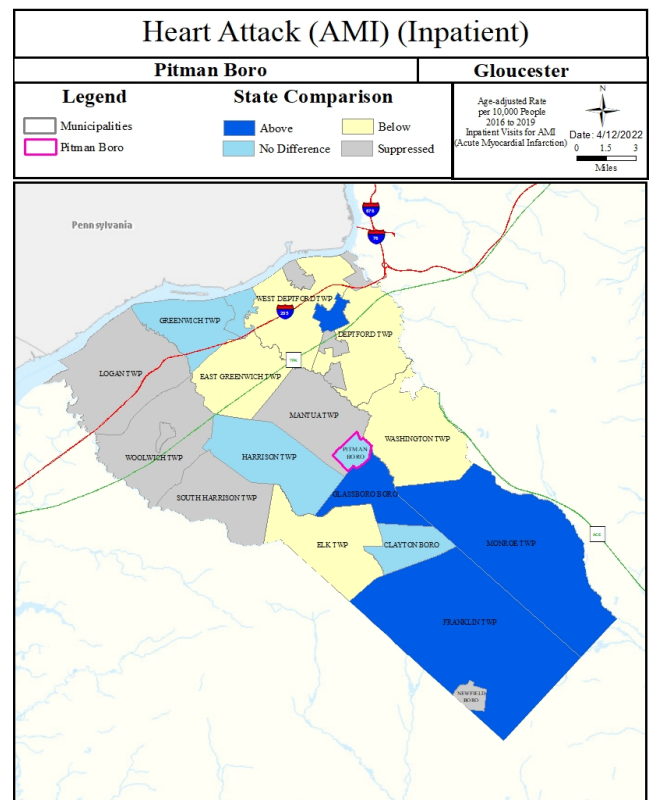 Heart Attack (AMI) (Inpatient)
Pitman Boro
Gloucester
Legend
Municipalities
Pitman Boro
State Comparison
Above
Below
No Difference
Suppressed
Age-adjusted Rate
per 10,000 People
2016 to 2019
Inpatient Visits for AMI
(Acute Myocardial Infarction)
N
Date: 4/12/2022
0 1.5 3
Miles
Pennsylvania
676
76
WEST DEPTFORD TWP
GREENWICH TWP
295
DEPTFORD TWP
LOGAN TWP
EAST GREENWICH TWP
MANTUA TWP
WASHINGTON TWP
PITMAN
BORO
WOOLWICH TWP
HARRISON TWP
GLASSBORO BORO
SOUTH HARRISON TWP
ELK TWP
CLAYTON BORO
MONROE TWP
FRANKLIN TWP
NEWFIELD
BORO